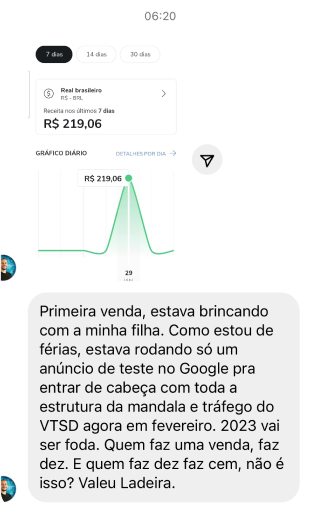 06:20
7 dias
14 dias
30 dias
Real brasileiro
R$ - BRL
Receita nos últimos 7 dias
R$ 219,06
GRÁFICO DIÁRIO
DETALHES POR DIA
R$ 219,06
29
Primeira venda, estava brincando
com a minha filha. Como estou de
férias, estava rodando só um
anúncio de teste no Google pra
entrar de cabeça com toda a
estrutura da mandala e tráfego do
VTSD agora em fevereiro. 2023 vai
ser foda. Quem faz uma venda, faz
dez. E quem faz dez faz cem, não é
isso? Valeu Ladeira.